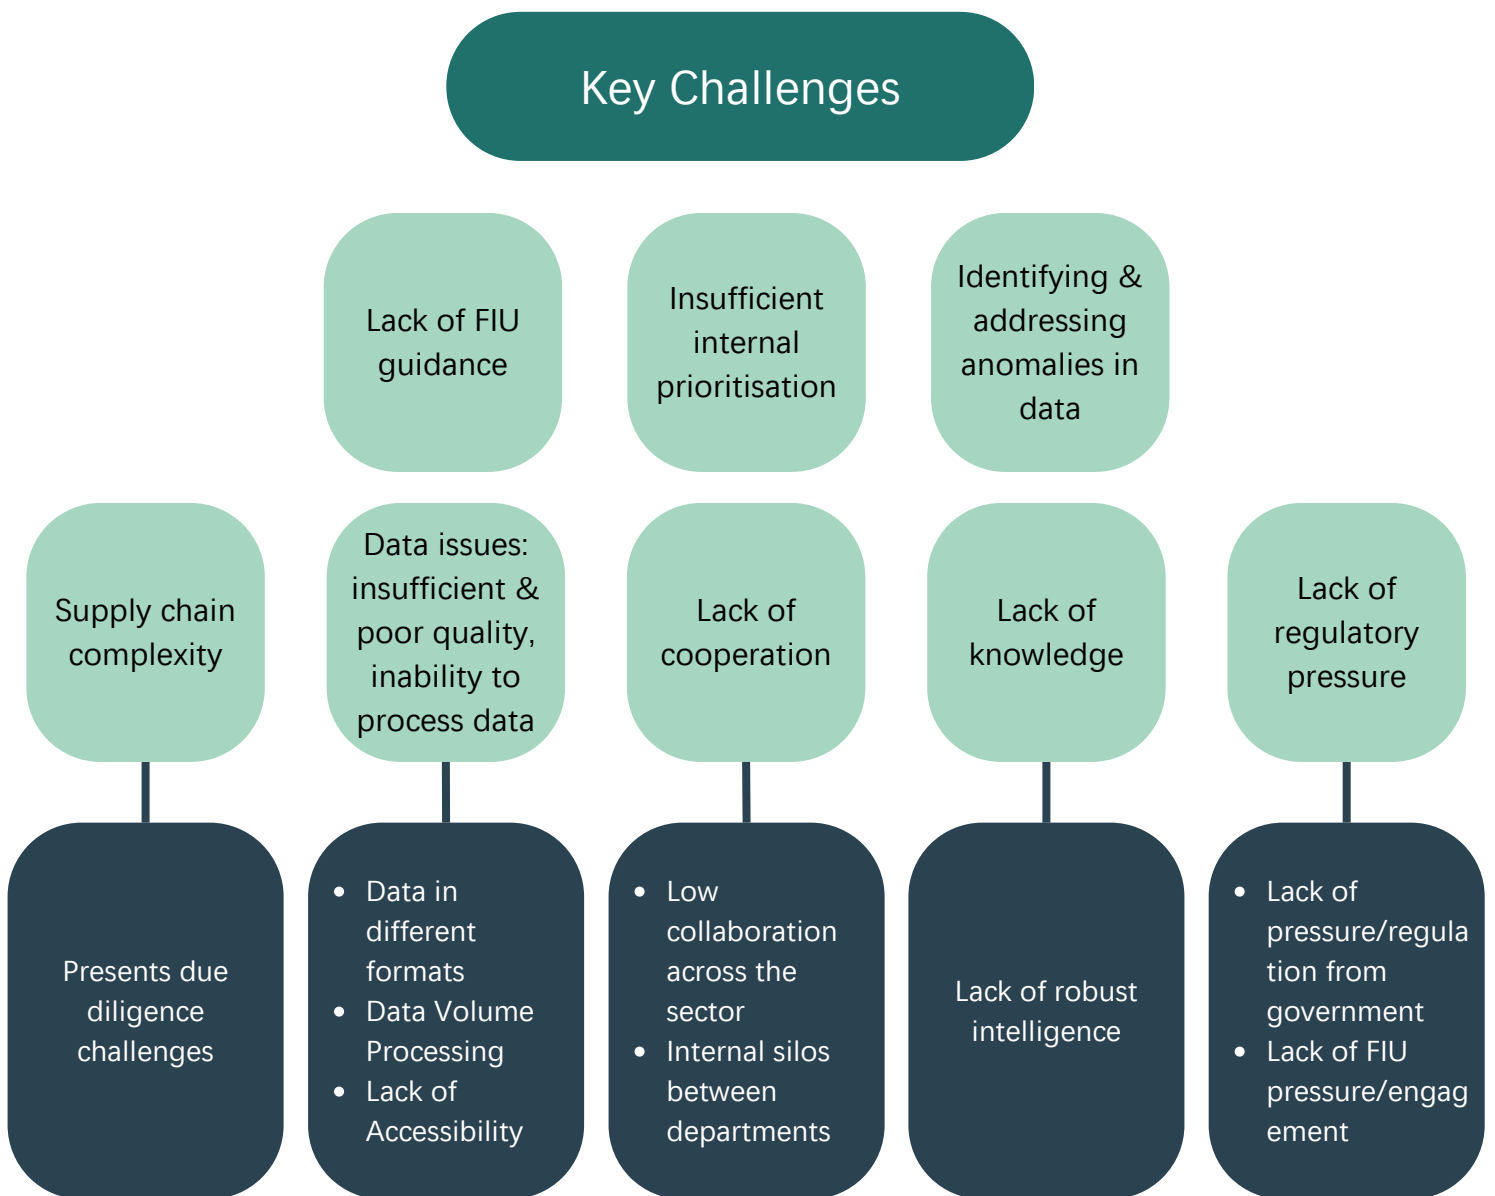 Key Challenges
Lack of FIU
guidance
Insufficient
internal
prioritisation
Identifying &
addressing
anomalies in
data
Supply chain
complexity
Data issues:
insufficient &
poor quality,
inability to
process data
Lack of
cooperation
Lack of
knowledge
Lack of
regulatory
pressure
Presents due
diligence
challenges
• Data in
different
formats
• Data Volume
Processing
• Lack of
Accessibility
• Low
collaboration
across the
sector
• Internal silos
between
departments
Lack of robust
intelligence
• Lack of
pressure/regula
tion from
government
• Lack of FIU
pressure/engag
ement